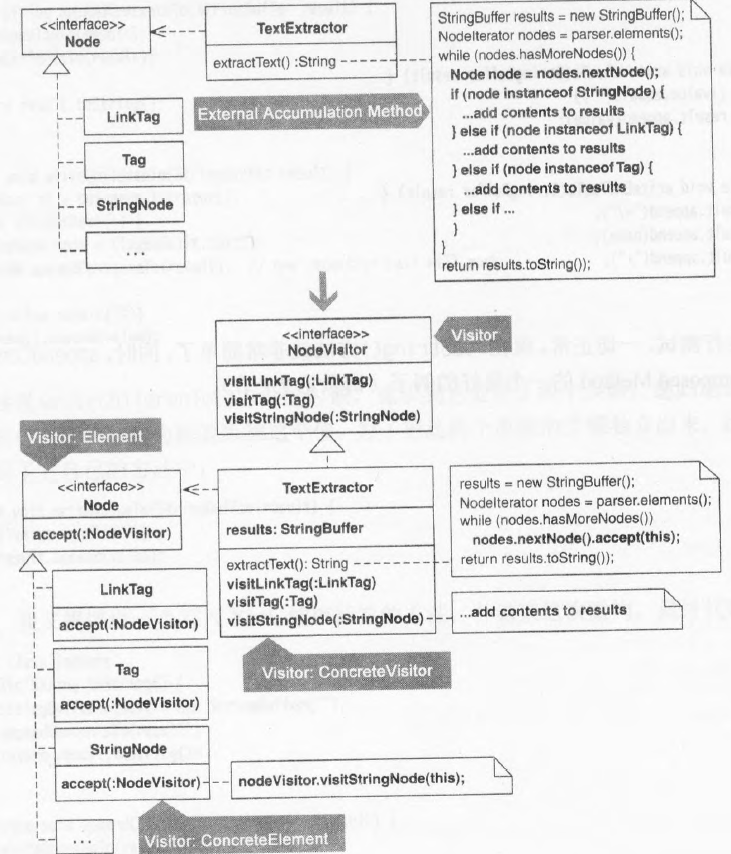 <<interface>>
Node
TextExtractor
extractText() :String
StringBuffer results = new StringBuffer();
NodeIterator nodes = parser.elements();
while (nodes.hasMoreNodes()) {
Node node = nodes.nextNode();
if (node instanceof StringNode) {
...add contents to results
} else if (node instanceof LinkTag) {
...add contents to results
} else if (node instanceof Tag) {
...add contents to results
} else if ...
}
}
return results.toString());
LinkTag
Tag
StringNode
...
External Accumulation Method
<<interface>>
NodeVisitor
visitLinkTag(:LinkTag)
visitTag(:Tag)
visitStringNode(:StringNode)
Visitor
Visitor: Element
<<interface>>
Node
accept(:NodeVisitor)
TextExtractor
results: StringBuffer
extractText(): String
visitLinkTag(:LinkTag)
visitTag(:Tag)
visitStringNode(:StringNode)
results = new StringBuffer();
NodeIterator nodes = parser.elements();
while (nodes.hasMoreNodes())
nodes.nextNode().accept(this);
return results.toString());
...add contents to results
Visitor: ConcreteVisitor
LinkTag
accept(:NodeVisitor)
Tag
accept(:NodeVisitor)
StringNode
accept(:NodeVisitor)
nodeVisitor.visitStringNode(this);
...
Visitor: ConcreteElement